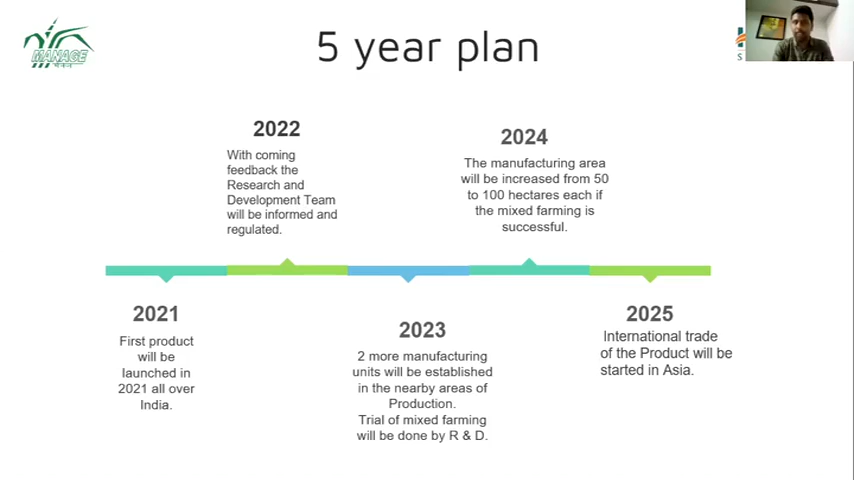 MANAGE
5 year plan
S
2022
With coming
feedback the
Research and
Development Team
will be informed and
regulated.
2024
The manufacturing area
will be increased from 50
to 100 hectares each if
the mixed farming is
successful.
2021
First product
will be
launched in
2021 all over
India.
2023
2 more manufacturing
units will be established
in the nearby areas of
Production.
Trial of mixed farming
will be done by R & D.
2025
International trade
of the Product will be
started in Asia.